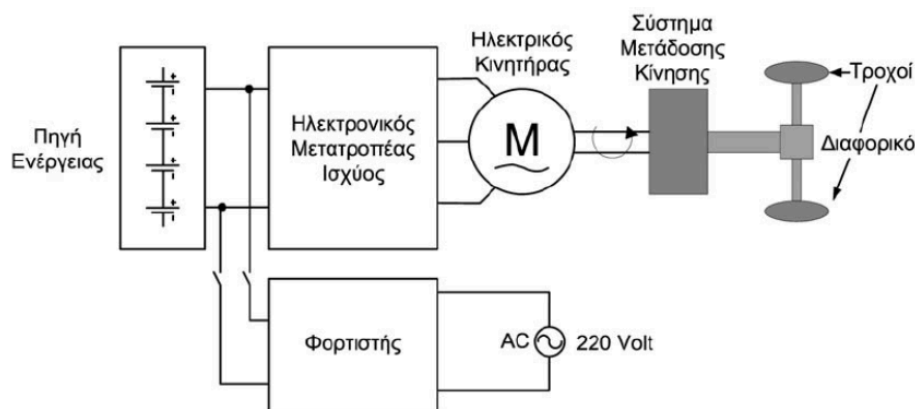 Πηγή
Ενέργειας
Ηλεκτρονικός
Μετατροπέας
Ισχύος
Ηλεκτρικός
Κινητήρας
M
Σύστημα
Μετάδοσης
Κίνησης
Τροχοί
Διαφορικό
Φορτιστής
AC
220 Volt